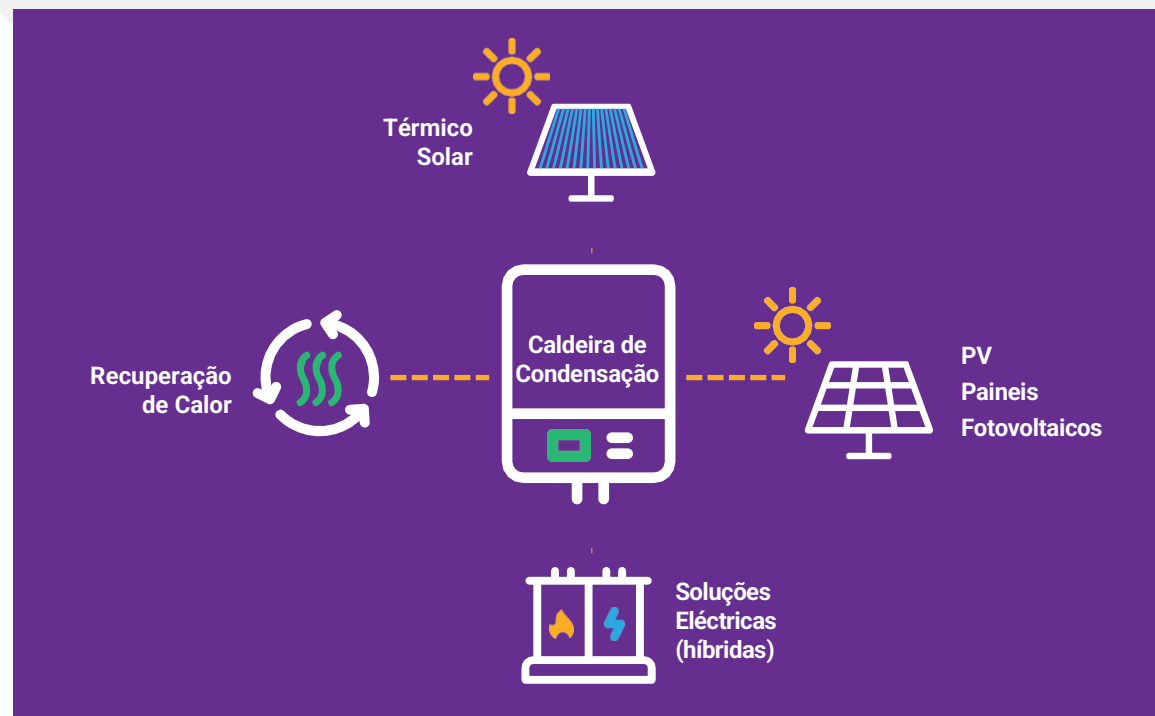 Térmico
Solar
Caldeira de
Condensação
Recuperação
de Calor
PV
Paineis
Fotovoltaicos
Soluções
Eléctricas
(híbridas)